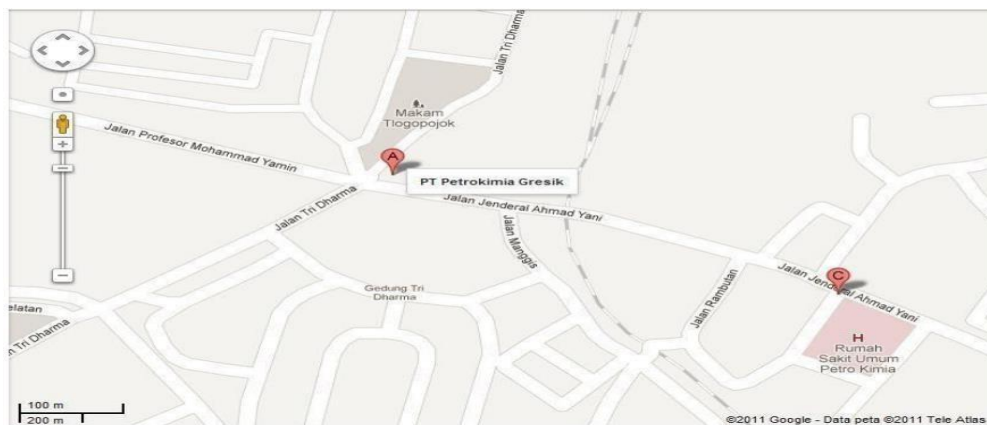 Jalan Tri Dharma
Makam
Tlogopojok
Jalan Profesor Mohammad Yamin
A
PT Petrokimia Gresik
Jalan Tri Dharma
Jalan Jenderal Ahmad Yani
Jalan Manggis
Jalan Rambutan
C
Jalan Jenderal Ahmad Yani
Gedung Tri
Dharma
elatan
ln Tri Dharma
H
Rumah
Sakit Umum
Petro Kimia
100 m
200 m
©2011 Google - Data peta ©2011 Tele Atlas